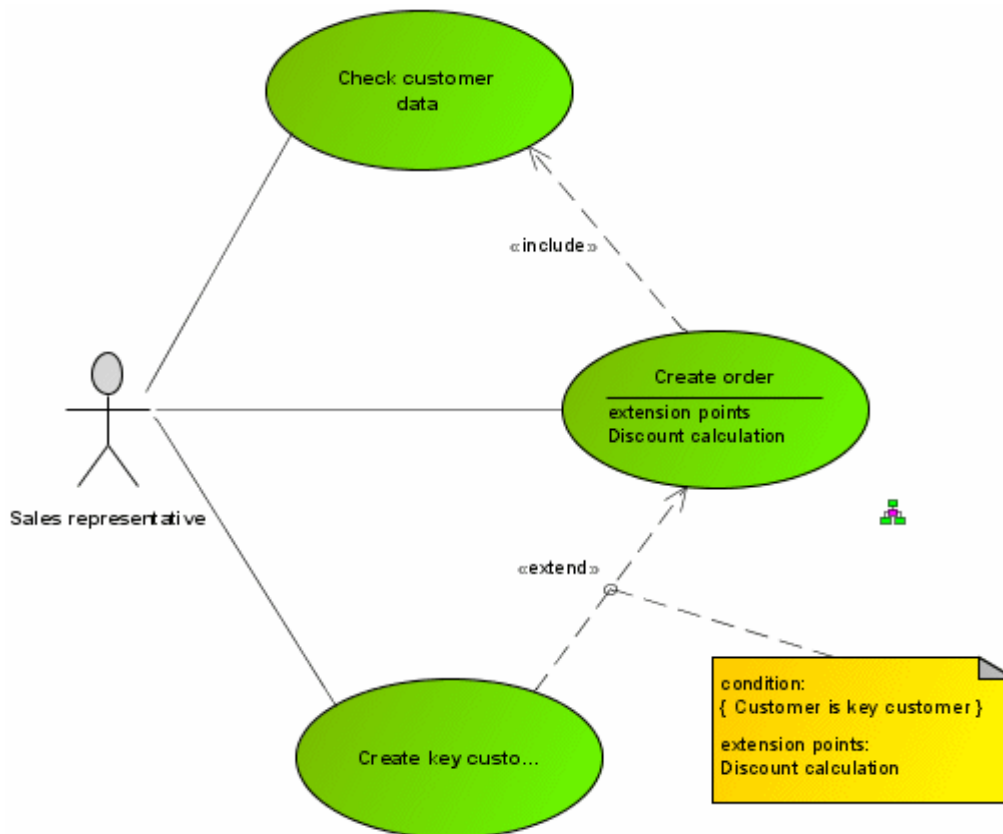 Check customer
data
«include»
Create order
extension points
Discount calculation
Sales representative
«extend»
condition:
{ Customer is key customer }
extension points:
Discount calculation
Create key custo...